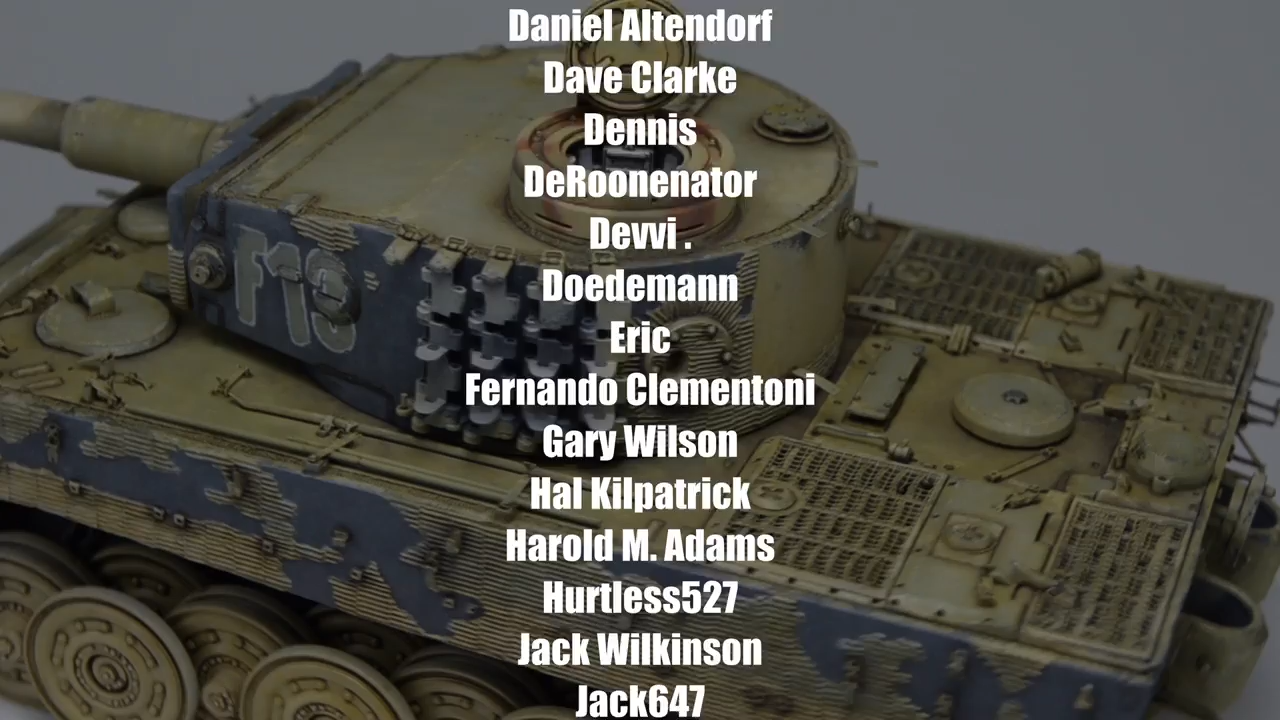 Daniel Altendorf
Dave Clarke
Dennis
DeRoonenator
Devvi .
Doedemann
Eric
F13
Fernando Clementoni
Gary Wilson
Hal Kilpatrick
Harold M. Adams
Hurtless527
Jack Wilkinson
Jack647